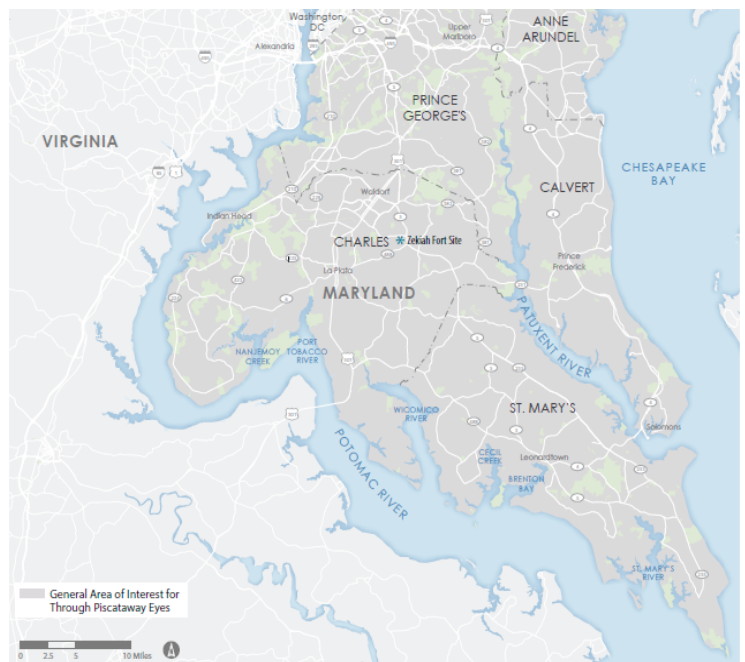 Washington,
DC
ANNE
ARUNDEL
Upper
Marlboro
Alexandria
PRINCE
GEORGE'S
VIRGINIA
CHESAPEAKE
BAY
Waldorf
CALVERT
Indian Head
CHARLES
Zekiah Fort Site
La Plata
Prince
Frederick
MARYLAND
PATUXENT RIVER
NANJEMOY
CREEK
PORT
TOBACCO
RIVER
301
301
WICOMICO
RIVER
ST. MARY'S
Solomons
POTOMAC RIVER
CECIL
CREEK
Leonardtown
BRENTON
BAY
ST. MARY'S
RIVER
General Area of Interest for
Through Piscataway Eyes
0 2.5 5 10 Miles